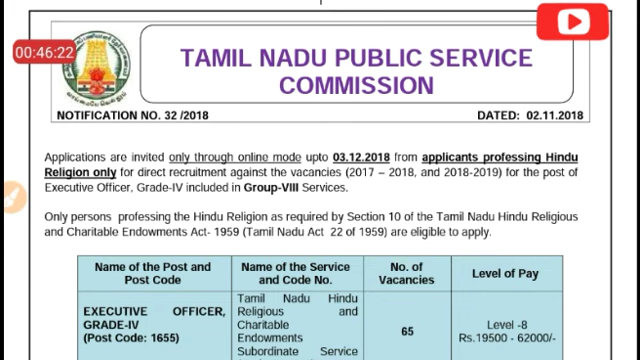 00:46:22
TAMIL NADU PUBLIC SERVICE
COMMISSION
NOTIFICATION NO. 32 /2018 DATED: 02.11.2018
Applications are invited only through online mode upto 03.12.2018 from applicants professing Hindu
Religion only for direct recruitment against the vacancies (2017 – 2018, and 2018-2019) for the post of
Executive Officer, Grade-IV included in Group-VIII Services.
Only persons professing the Hindu Religion as required by Section 10 of the Tamil Nadu Hindu Religious
and Charitable Endowments Act- 1959 (Tamil Nadu Act 22 of 1959) are eligible to apply.
Name of the Post and
Post Code
Name of the Service
and Code No.
No. of
Vacancies
Level of Pay
EXECUTIVE OFFICER,
GRADE-IV
(Post Code: 1655)
Tamil Nadu Hindu
Religious and
Charitable
Endowments
Subordinate Service
65
Level -8
Rs.19500 - 62000/-